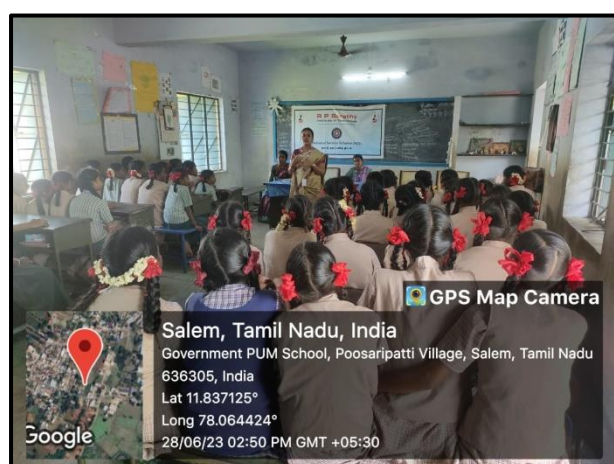 GPS Map Camera
Salem, Tamil Nadu, India
Government PUM School, Poosaripatti Village, Salem, Tamil Nadu
636305, India
Lat 11.837125°
Long 78.064424°
28/06/23 02:50 PM GMT +05:30
Google